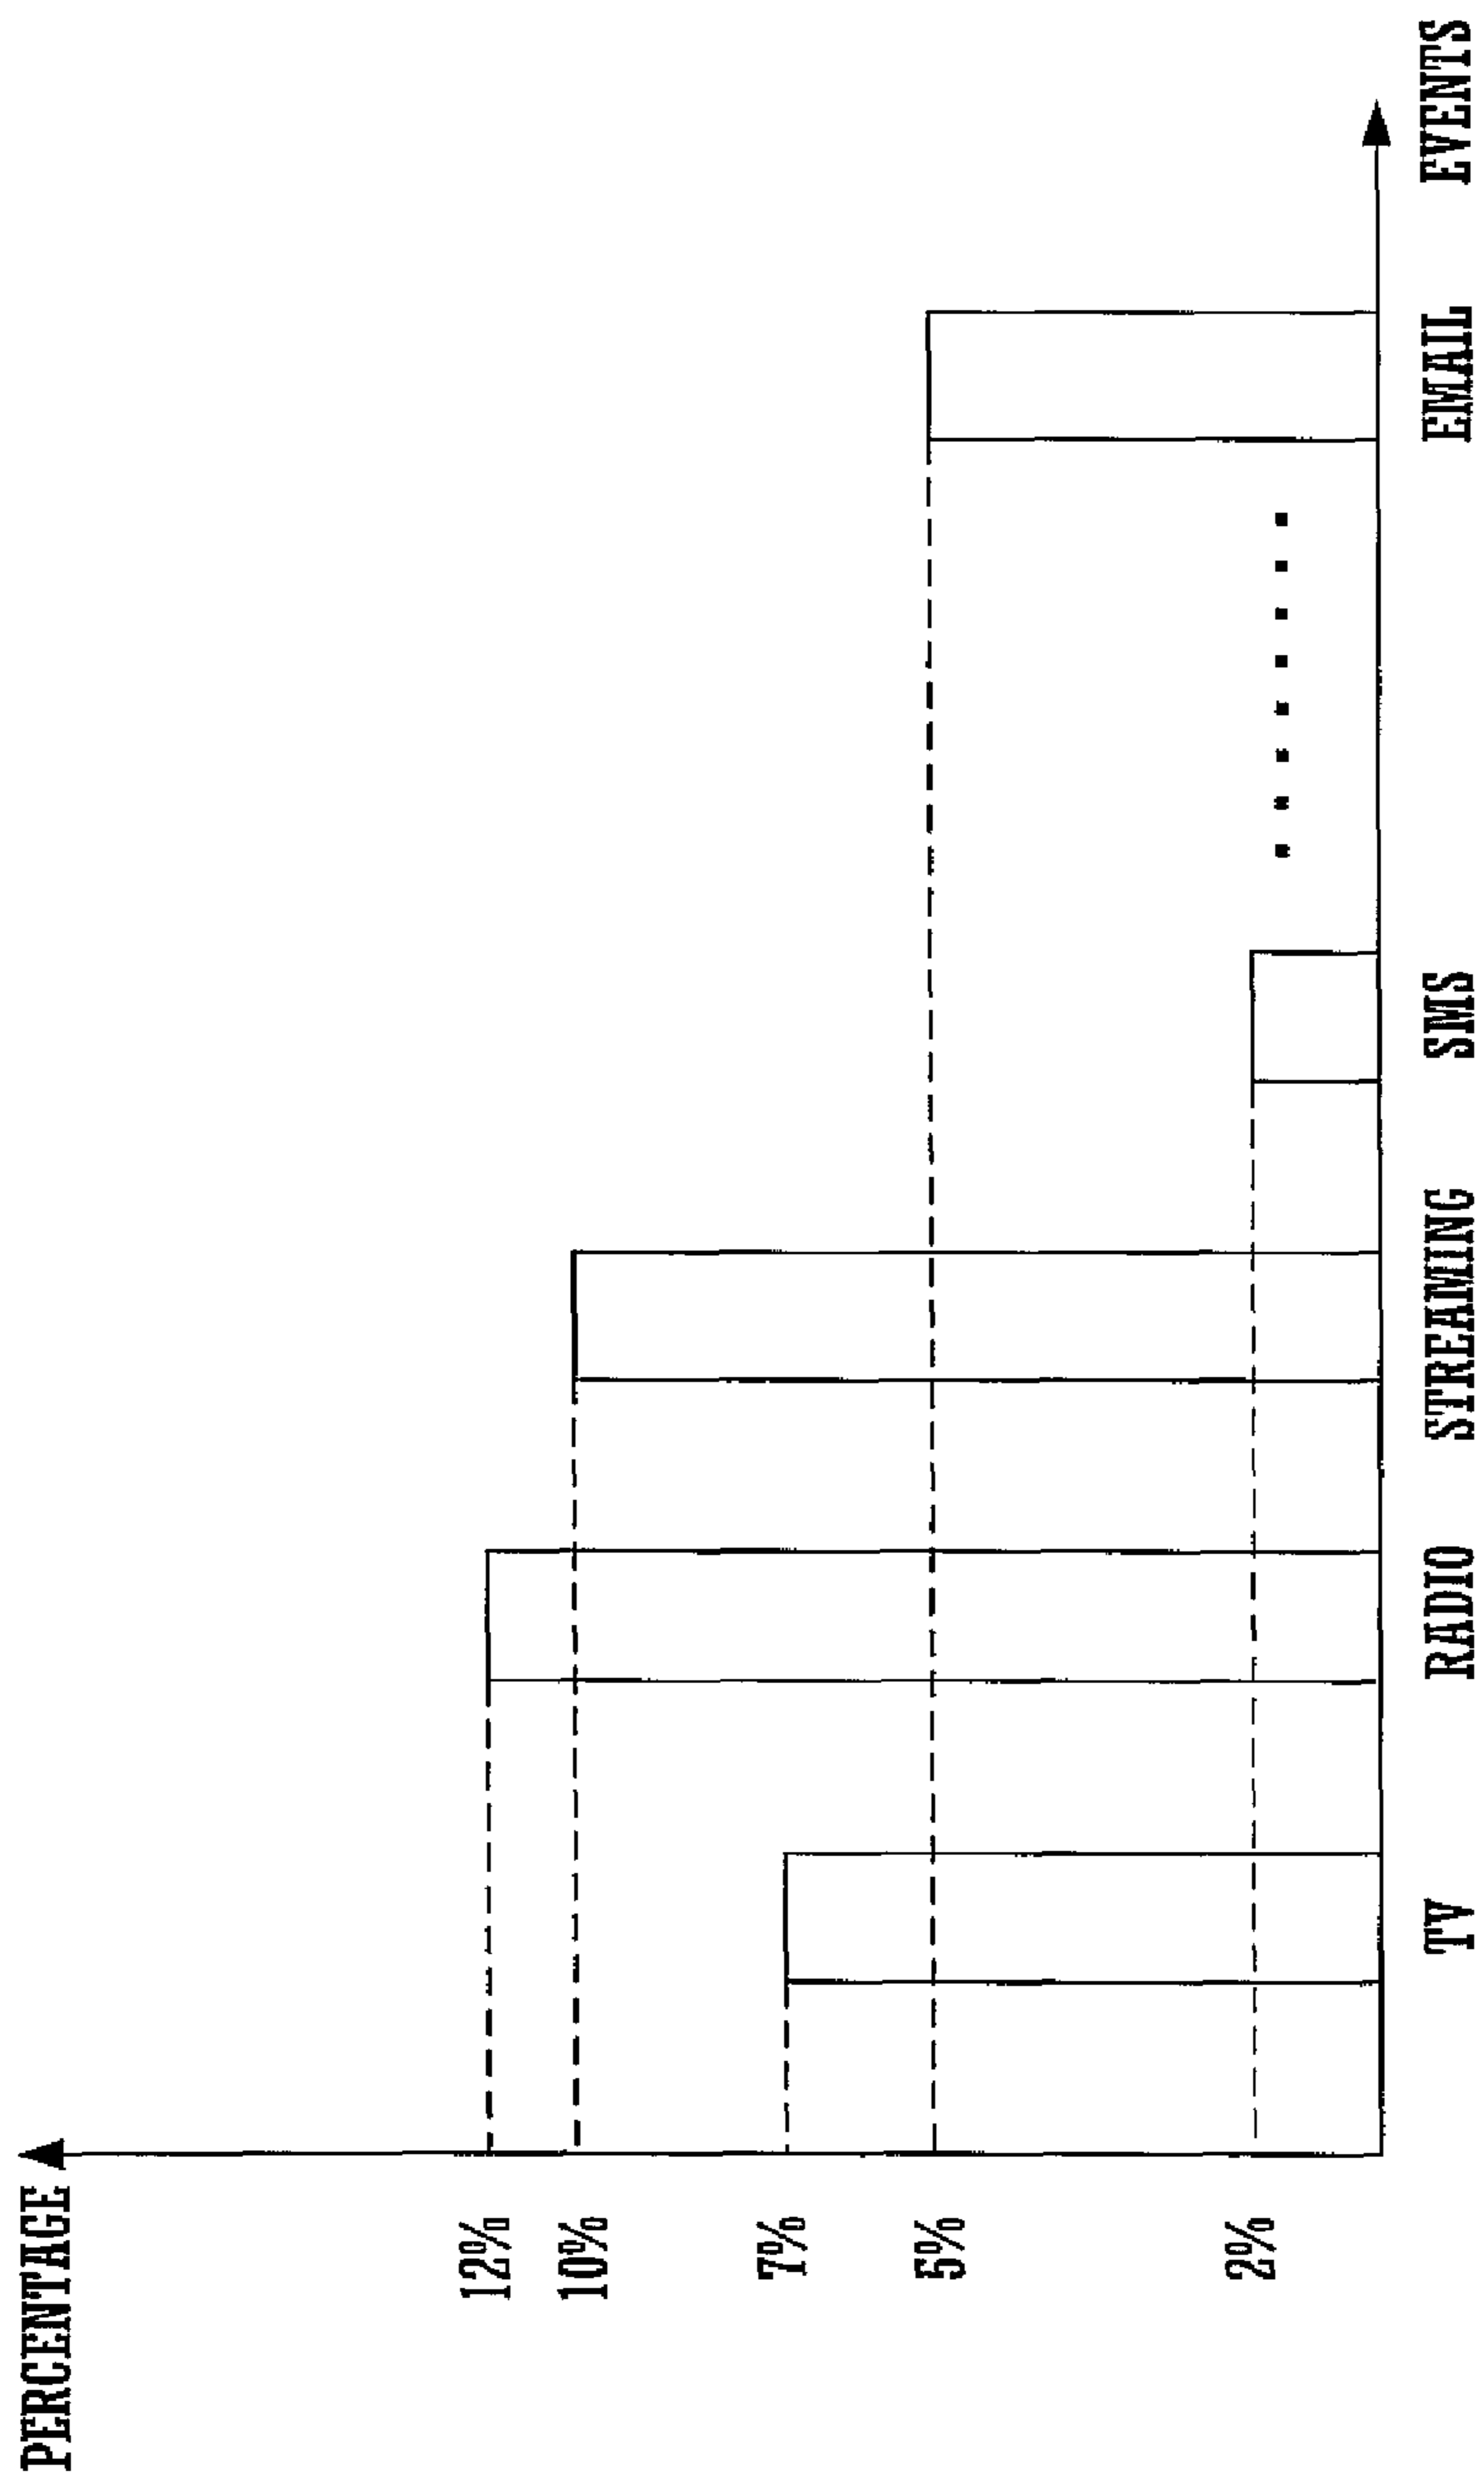 PERCENTAGE
12%
10%
7%
5%
2%
TV
RADIO
STREAMING
SMS
EMAIL
EVENTS